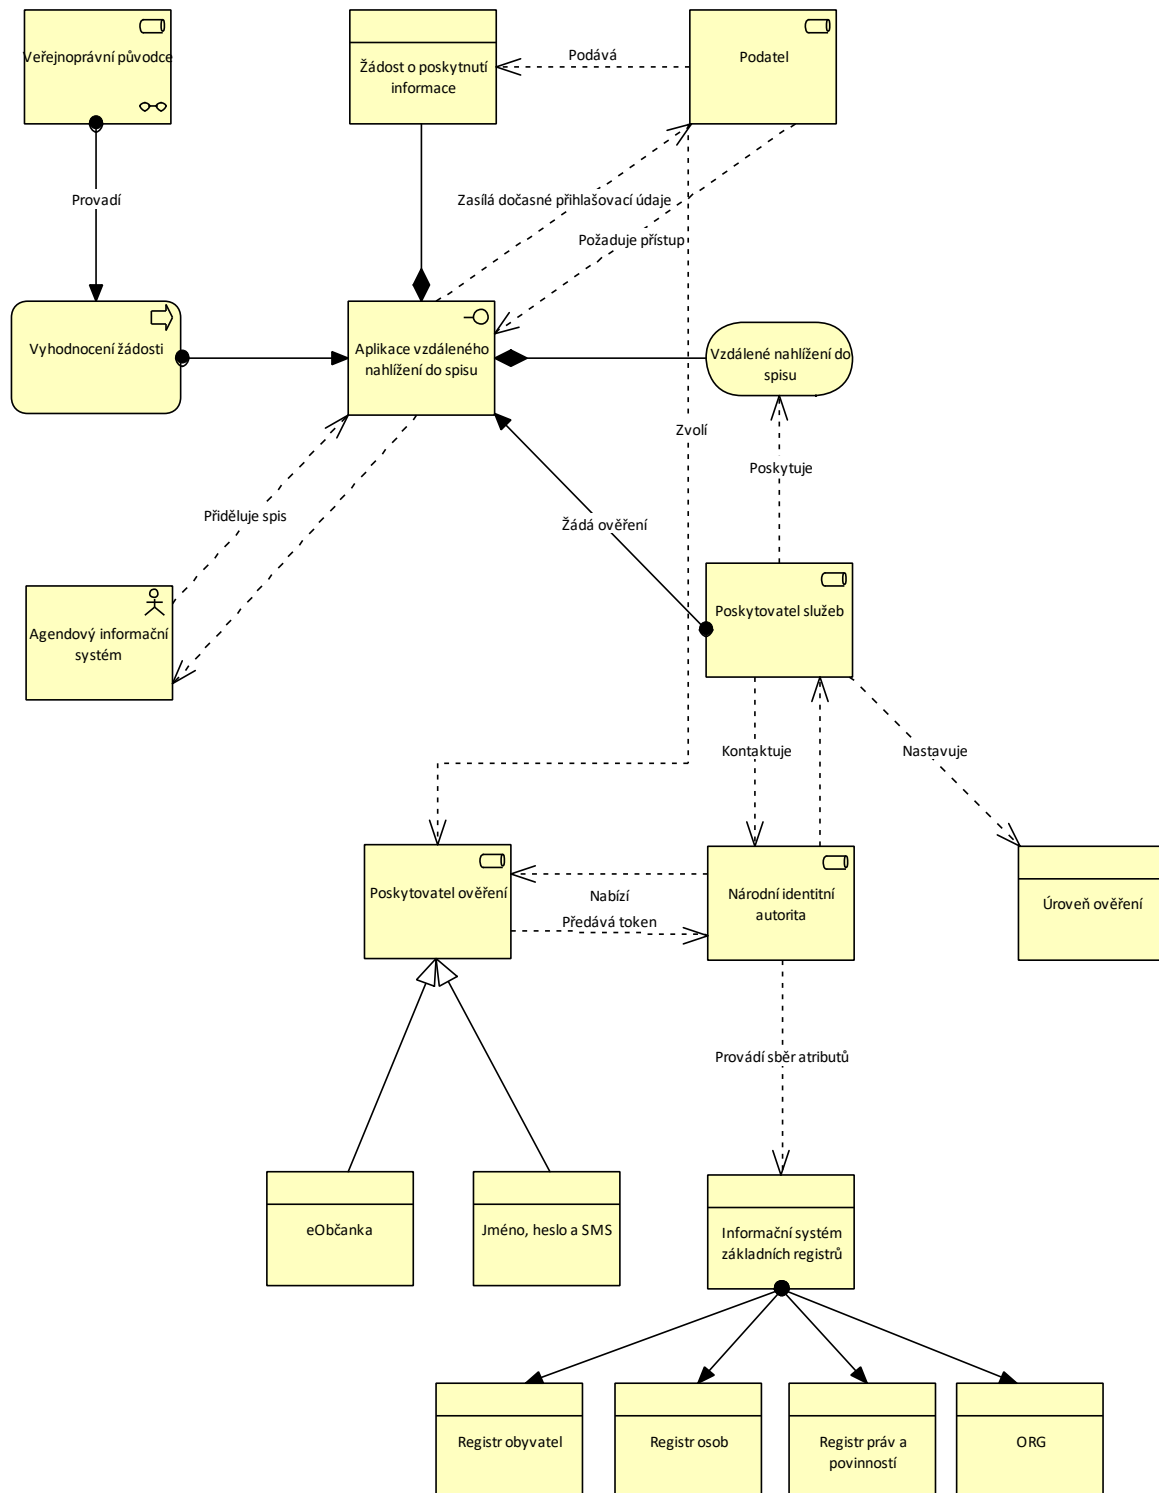 Veřejnoprávní původce
Žádost o poskytnutí
informace
Podává
Podatel
Provadí
Zasílá dočasné přihlašovací údaje
Požaduje přístup
Vyhodnocení žádosti
Aplikace vzdáleného
nahlížení do spisu
Vzdálené nahlížení do
spisu
Zvolí
Poskytuje
Přiděluje spis
Žádá ověření
Agendový informační
systém
Poskytovatel služeb
Kontaktuje
Nastavuje
Poskytovatel ověření
Nabízí
Předává token
Národní identitní
autorita
Úroveň ověření
Provádí sběr atributů
eObčanka
Jméno, heslo a SMS
Informační systém
základních registrů
Registr obyvatel
Registr osob
Registr práv a
povinností
ORG